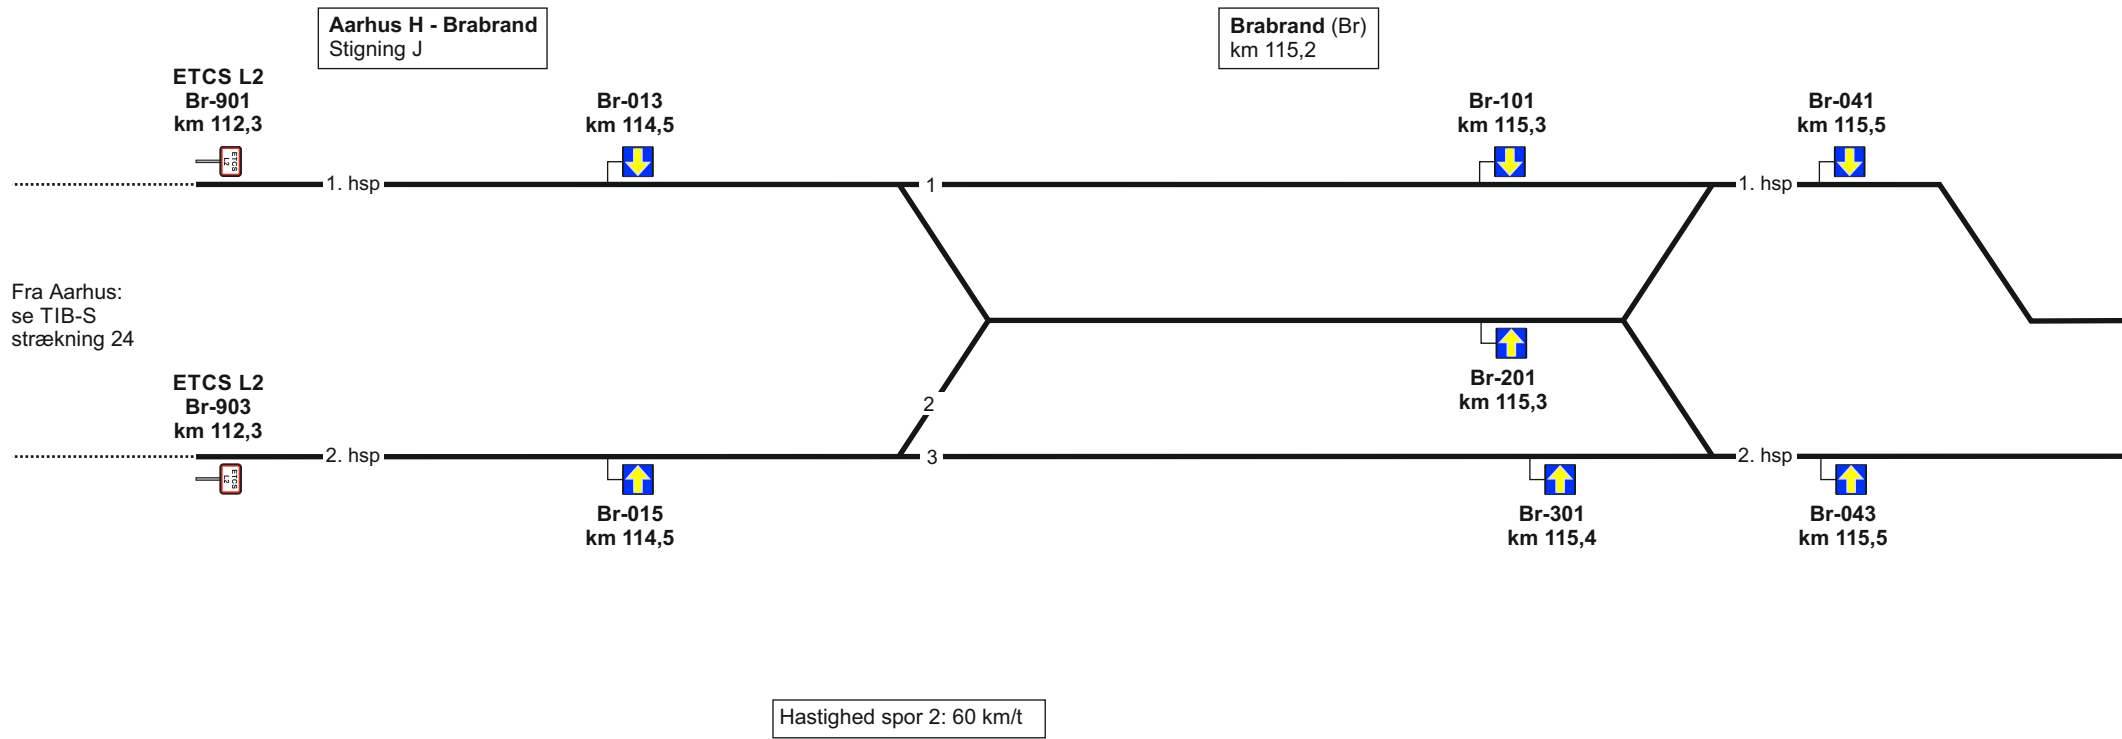 Aarhus H - Brabrand
Stigning J
Brabrand (Br)
km 115,2
ETCS L2
Br-901
km 112,3
Br-013
km 114,5
Br-101
km 115,3
Br-041
km 115,5
ETCS
L2
1. hsp
1
1. hsp
Fra Aarhus:
se TIB-S
strækning 24
Br-201
km 115,3
ETCS L2
Br-903
km 112,3
2
2. hsp
3
2. hsp
ETCS
L2
Br-015
km 114,5
Br-301
km 115,4
Br-043
km 115,5
Hastighed spor 2: 60 km/t